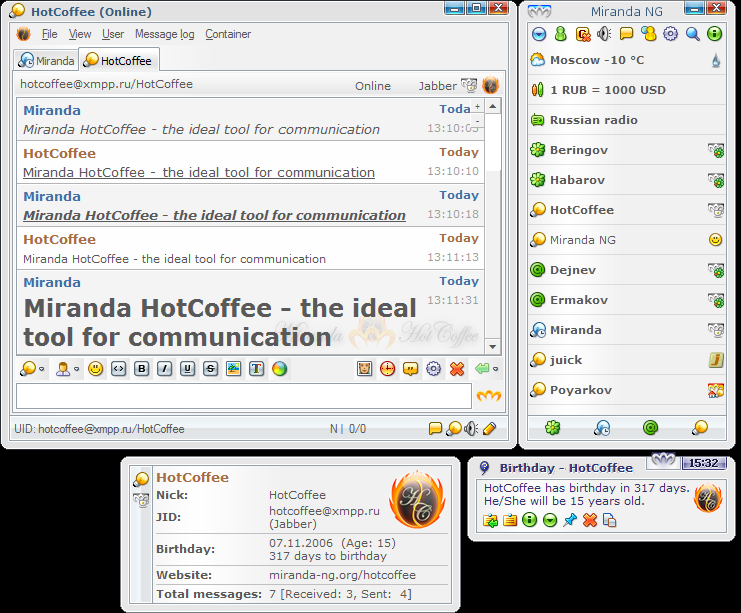 HotCoffee (Online)
File View User Message log Container
Miranda HotCoffee
hotcoffee@xmpp.ru/HotCoffee Online Jabber
Miranda Toda
Miranda HotCoffee - the ideal tool for communication 13:10:05
HotCoffee Today
Miranda HotCoffee - the ideal tool for communication 13:10:10
Miranda Today
Miranda HotCoffee - the ideal tool for communication 13:10:18
HotCoffee Today
Miranda HotCoffee - the ideal tool for communication 13:11:13
Miranda Today
Miranda HotCoffee - the ideal 13:11:31
tool for communication
Miranda Hot Coffee
UID: hotcoffee@xmpp.ru/HotCoffee N | 0/0
Miranda NG
Moscow -10 °C
1 RUB = 1000 USD
Russian radio
Beringov
Habarov
HotCoffee
Miranda NG
Dejnev
Ermakov
Miranda
juick
Poyarkov
HotCoffee
Nick: HotCoffee
JID: hotcoffee@xmpp.ru
(Jabber)
Birthday: 07.11.2006 (Age: 15)
317 days to birthday
Website: miranda-ng.org/hotcoffee
Total messages: 7 [Received: 3, Sent: 4]
Birthday - HotCoffee 15:32
HotCoffee has birthday in 317 days.
He/She will be 15 years old.